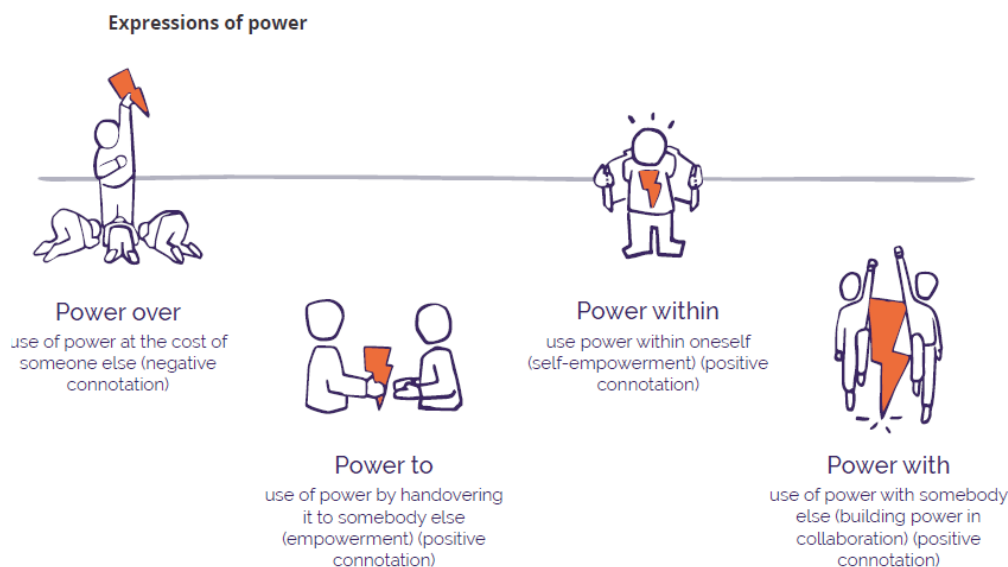 Expressions of power
Power over
use of power at the cost of
someone else (negative
connotation)
Power to
use of power by handovering
it to somebody else
(empowerment) (positive
connotation)
Power within
use power within oneself
(self-empowerment) (positive
connotation)
Power with
use of power with somebody
else (building power in
collaboration) (positive
connotation)